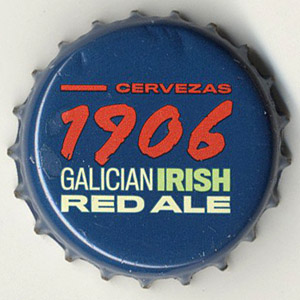 CERVEZAS
1906
GALICIAN IRISH
RED ALE